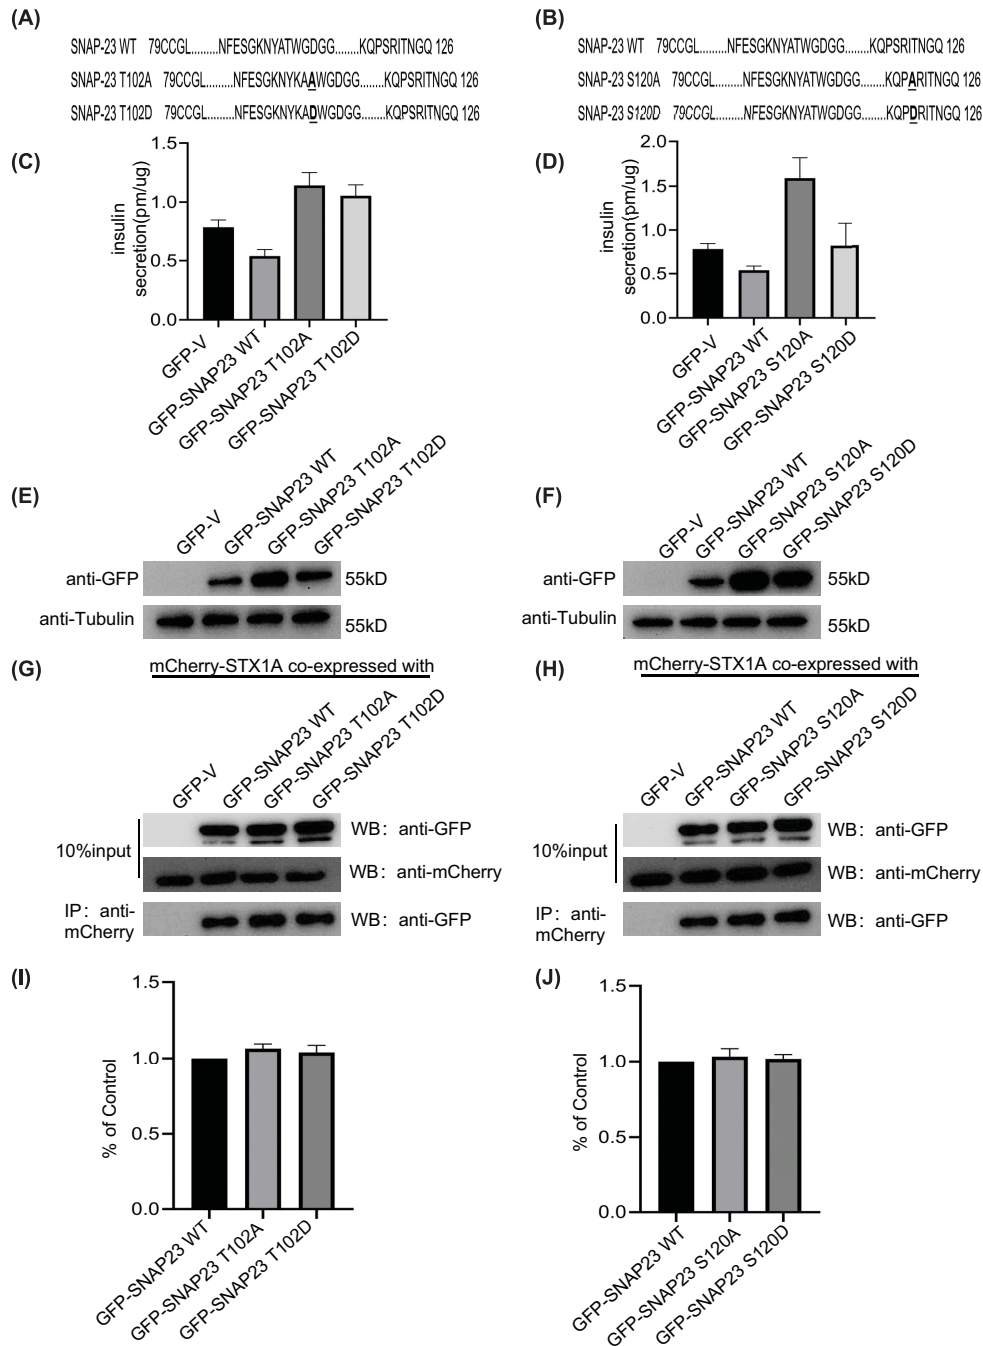 (A)
SNAP-23 WT 79CCGL.........NFESGKNYATWGDGG........KQPSRITNGQ 126
SNAP-23 T102A 79CCGL.........NFESGKNYKAAWGDGG........KQPSRITNGQ 126
SNAP-23 T102D 79CCGL.........NFESGKNYKADWGDGG........KQPSRITNGQ 126
(B)
SNAP-23 WT 79CCGL.........NFESGKNYATWGDGG........KQPSRITNGQ 126
SNAP-23 S120A 79CCGL.........NFESGKNYATWGDGG........KQPARITNGQ 126
SNAP-23 S120D 79CCGL.........NFESGKNYATWGDGG........KQPDRITNGQ 126
(C)
insulin
secretion(pm/ug)
1.5
1.0
0.5
0.0
GFP-V
GFP-SNAP23 WT
GFP-SNAP23 T102A
GFP-SNAP23 T102D
(D)
insulin
secretion(pm/ug)
2.0
1.5
1.0
0.5
0.0
GFP-V
GFP-SNAP23 WT
GFP-SNAP23 S120A
GFP-SNAP23 S120D
(E)
GFP-V
GFP-SNAP23 WT
GFP-SNAP23 T102A
GFP-SNAP23 T102D
anti-GFP 55kD
anti-Tubulin 55kD
(F)
GFP-V
GFP-SNAP23 WT
GFP-SNAP23 S120A
GFP-SNAP23 S120D
anti-GFP 55kD
anti-Tubulin 55kD
(G)
mCherry-STX1A co-expressed with
GFP-V
GFP-SNAP23 WT
GFP-SNAP23 T102A
GFP-SNAP23 T102D
10%input
WB: anti-GFP
WB: anti-mCherry
IP: anti-
mCherry
WB: anti-GFP
(H)
mCherry-STX1A co-expressed with
GFP-V
GFP-SNAP23 WT
GFP-SNAP23 S120A
GFP-SNAP23 S120D
10%input
WB: anti-GFP
WB: anti-mCherry
IP: anti-
mCherry
WB: anti-GFP
(I)
% of Control
1.5
1.0
0.5
0.0
GFP-SNAP23 WT
GFP-SNAP23 T102A
GFP-SNAP23 T102D
(J)
% of Control
1.5
1.0
0.5
0.0
GFP-SNAP23 WT
GFP-SNAP23 S120A
GFP-SNAP23 S120D